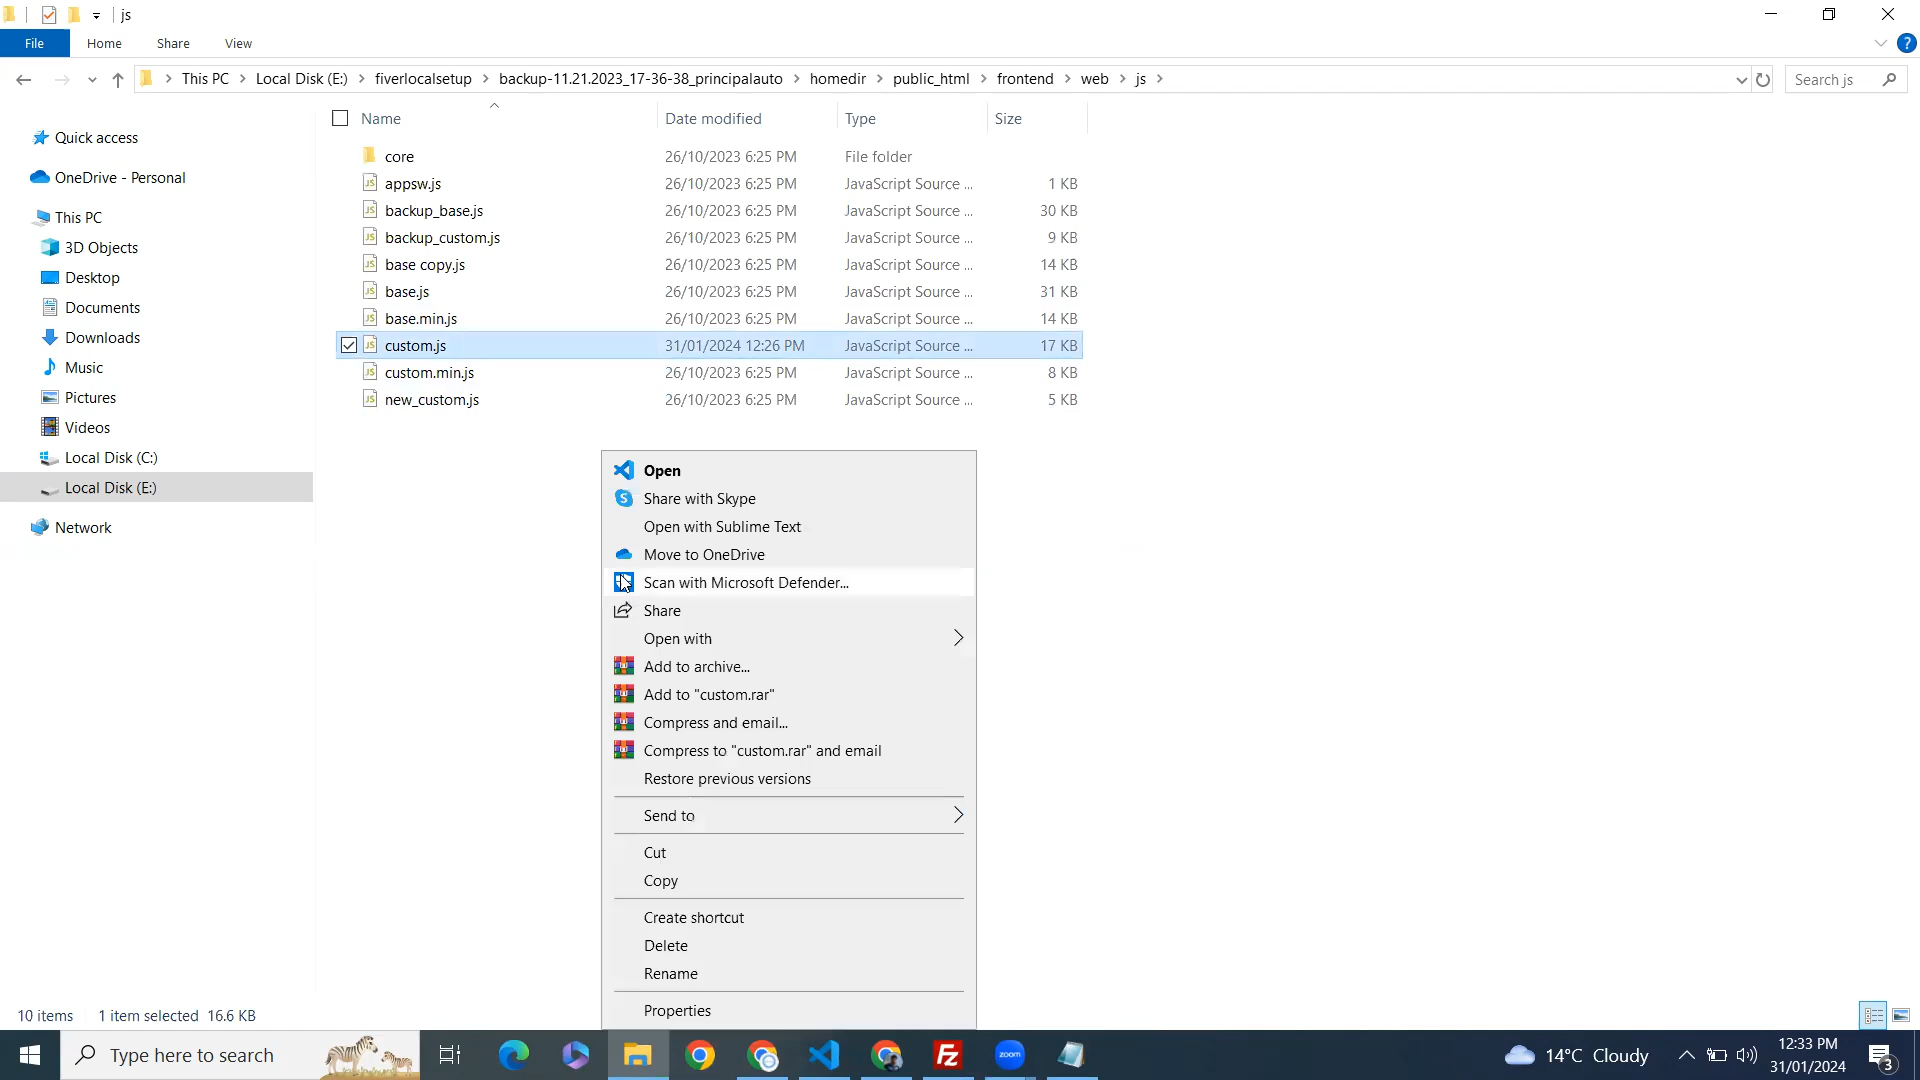 js
File Home Share View
This PC Local Disk (E:) fiverlocalsetup backup-11.21.2023_17-36-38_principalauto homedir public_html frontend web js Search js
Name Date modified Type Size
Quick access
OneDrive - Personal
This PC
3D Objects
Desktop
Documents
Downloads
Music
Pictures
Videos
Local Disk (C:)
Local Disk (E:)
Network
core 26/10/2023 6:25 PM File folder
appsw.js 26/10/2023 6:25 PM JavaScript Source ... 1 KB
backup_base.js 26/10/2023 6:25 PM JavaScript Source ... 30 KB
backup_custom.js 26/10/2023 6:25 PM JavaScript Source ... 9 KB
base copy.js 26/10/2023 6:25 PM JavaScript Source ... 14 KB
base.js 26/10/2023 6:25 PM JavaScript Source ... 31 KB
base.min.js 26/10/2023 6:25 PM JavaScript Source ... 14 KB
custom.js 31/01/2024 12:26 PM JavaScript Source ... 17 KB
custom.min.js 26/10/2023 6:25 PM JavaScript Source ... 8 KB
new_custom.js 26/10/2023 6:25 PM JavaScript Source ... 5 KB
Open
Share with Skype
Open with Sublime Text
Move to OneDrive
Scan with Microsoft Defender...
Share
Open with
Add to archive...
Add to "custom.rar"
Compress and email...
Compress to "custom.rar" and email
Restore previous versions
Send to
Cut
Copy
Create shortcut
Delete
Rename
Properties
10 items 1 item selected 16.6 KB
Type here to search
zoom
14°C Cloudy
12:33 PM
31/01/2024
3